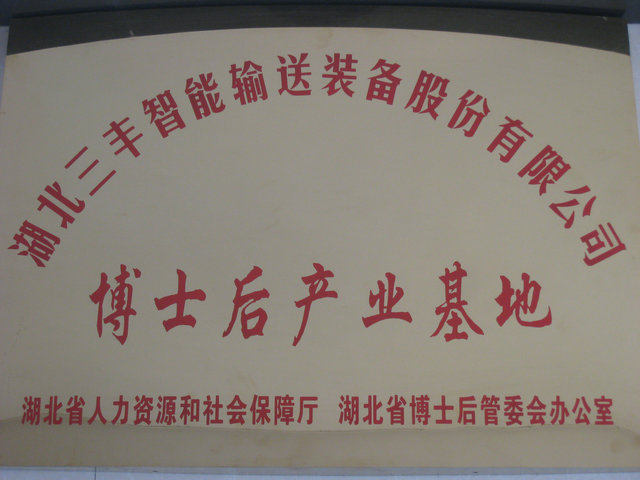 湖北三丰智能输送装备股份有限公司
博士后产业基地
湖北省人力资源和社会保障厅 湖北省博士后管委会办公室